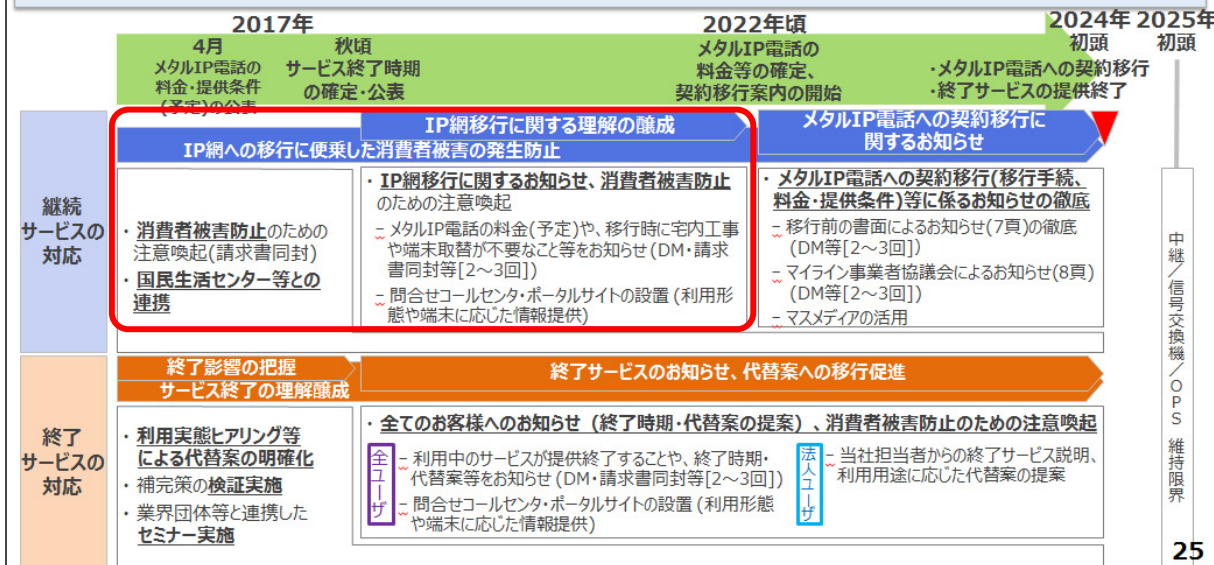 2017年
2022年頃
2024年
2025年
初頭
初頭
4月
メタルIP電話の
料金･提供条件
(予定)の公表
秋頃
サービス終了時期
の確定･公表
メタルIP電話の
料金等の確定、
契約移行案内の開始
･メタルIP電話への契約移行
･終了サービスの提供終了
継続
サービスの
対応
IP網移行に関する理解の醸成
IP網への移行に便乗した消費者被害の発生防止
メタルIP電話への契約移行に
関するお知らせ
・消費者被害防止のための
注意喚起(請求書同封)
・国民生活センター等との
連携
・IP網移行に関するお知らせ、消費者被害防止
のための注意喚起
－メタルIP電話の料金(予定)や、移行時に宅内工事
や端末取替が不要なこと等をお知らせ(DM･請求
書同封等[2～3回])
－問合せコールセンタ･ポータルサイトの設置(利用形
態や端末に応じた情報提供)
・メタルIP電話への契約移行(移行手続、
料金･提供条件)等に係るお知らせの徹底
－移行前の書面によるお知らせ(7頁)の徹底
(DM等[2～3回])
－マイライン事業者協議会によるお知らせ(8頁)
(DM等[2～3回])
－マスメディアの活用
中継／信号交換機／OPS 維持限界
終了
サービスの
対応
終了影響の把握
サービス終了の理解醸成
終了サービスのお知らせ、代替案への移行促進
・利用実態ヒアリング等
による代替案の明確化
・補完策の検証実施
・業界団体等と連携した
セミナー実施
・全てのお客様へのお知らせ（終了時期･代替案の提案）、消費者被害防止のための注意喚起
全ユーザ
－利用中のサービスが提供終了することや、終了時期･
代替案等をお知らせ(DM･請求書同封等[2～3回])
－問合せコールセンタ･ポータルサイトの設置(利用形態
や端末に応じた情報提供)
法人ユーザ
－当社担当者からの終了サービス説明、
利用用途に応じた代替案の提案
25